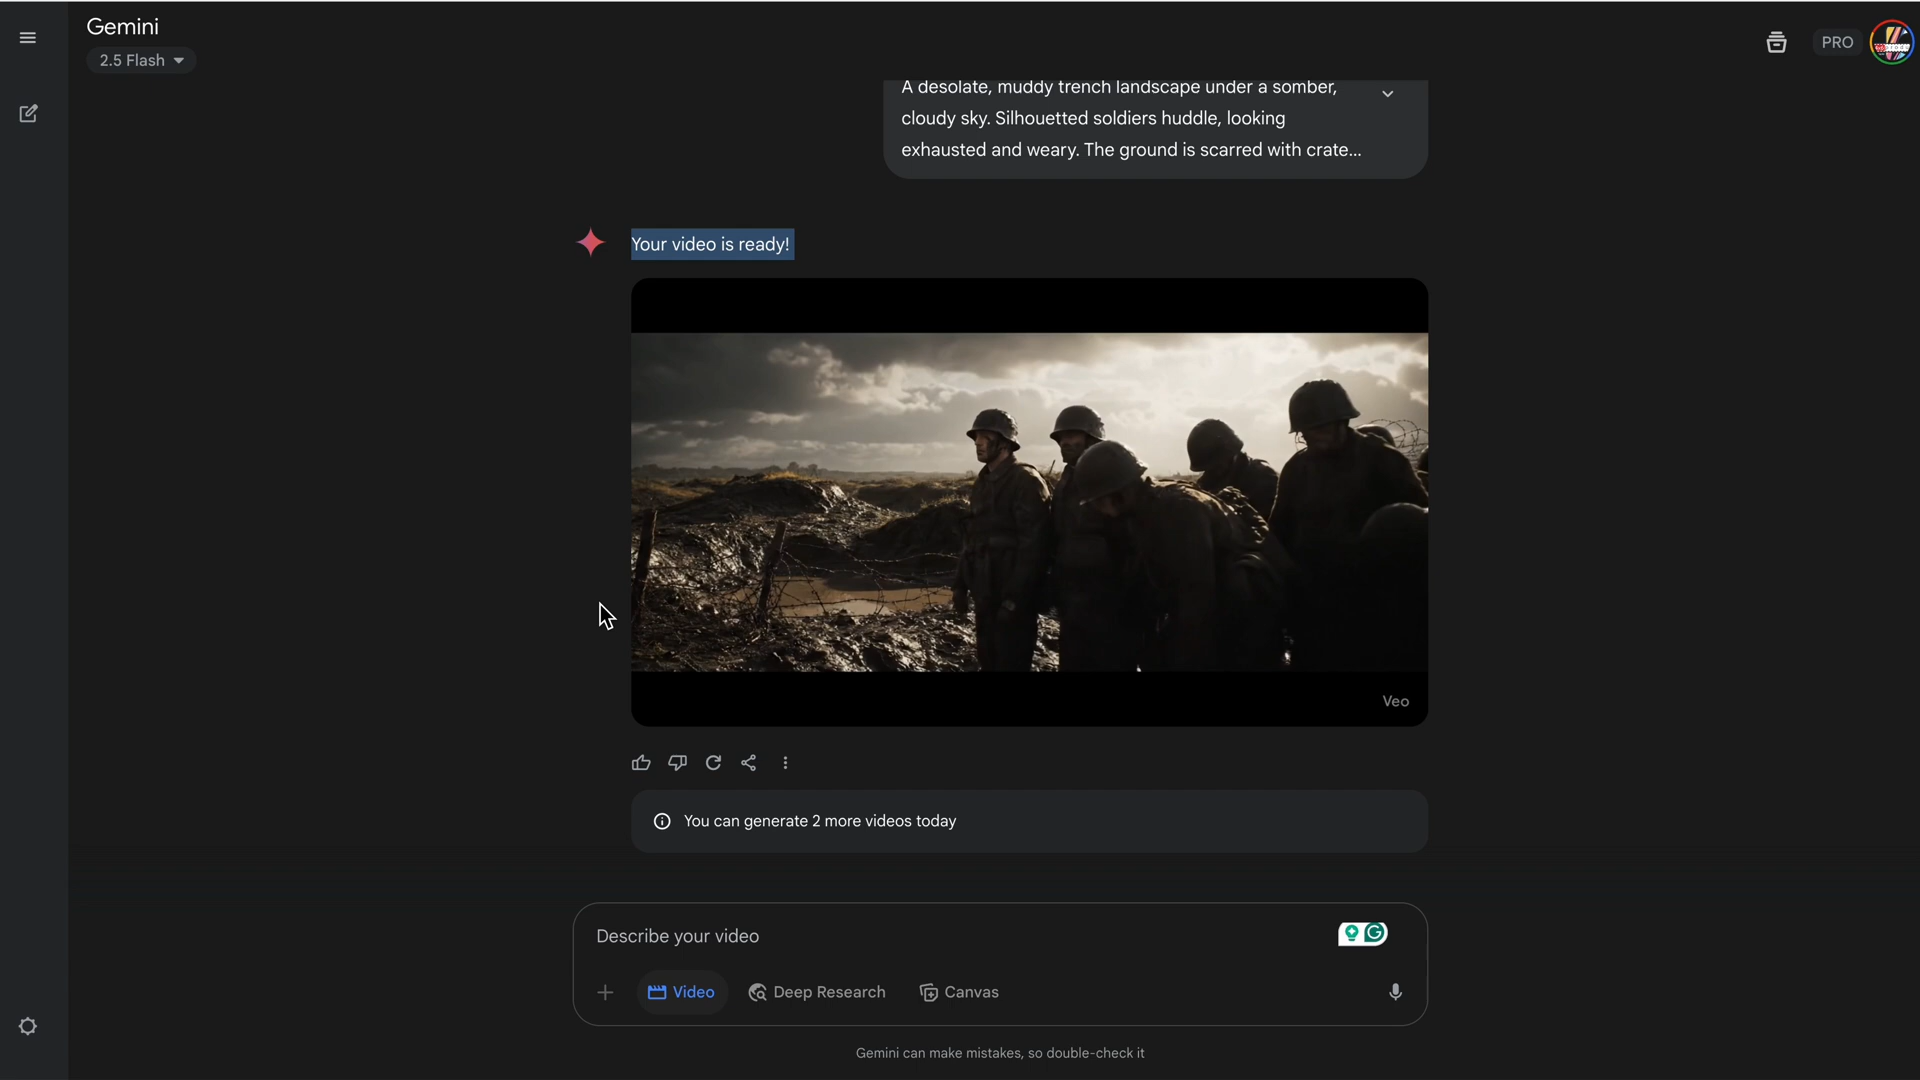 Gemini
2.5 Flash
PRO
A desolate, muddy trench landscape under a somber,
cloudy sky. Silhouetted soldiers huddle, looking
exhausted and weary. The ground is scarred with crate...
Your video is ready!
Veo
You can generate 2 more videos today
Describe your video
Video
Deep Research
Canvas
Gemini can make mistakes, so double-check it